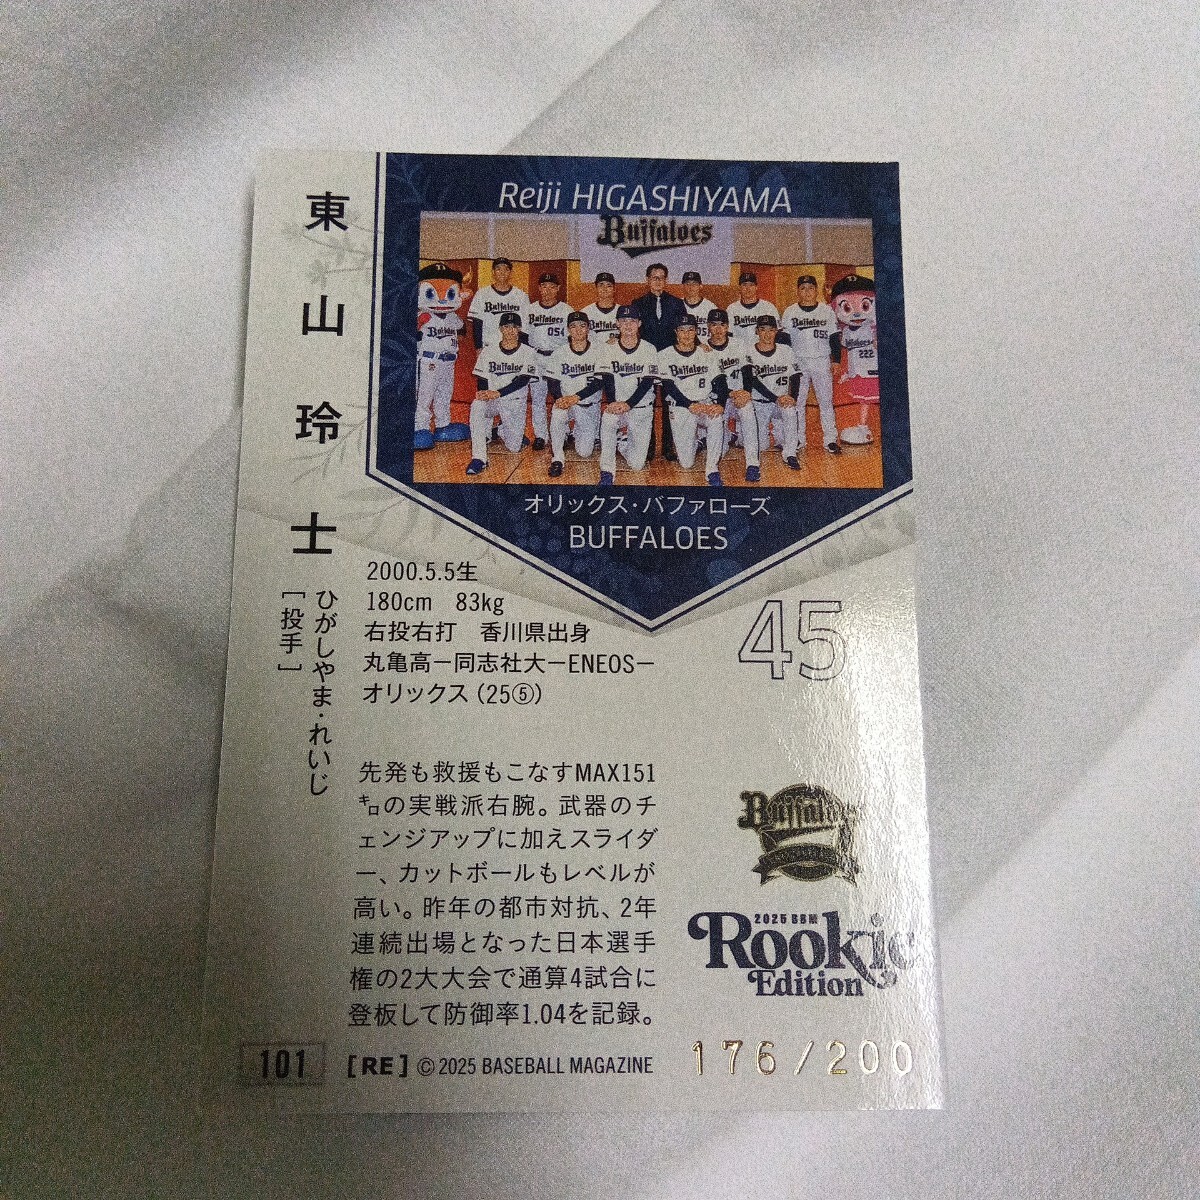 東山玲士
ひがしやま・れいじ
［投手］
Reiji HIGASHIYAMA
Buffaloes
オリックス・バファローズ
BUFFALOES
2000.5.5生
180cm 83kg
右投右打 香川県出身
丸亀高－同志社大－ENEOS－
オリックス（25⑤）
45
先発も救援もこなすMAX151
㌔の実戦派右腕。武器のチ
ェンジアップに加えスライダ
ー、カットボールもレベルが
高い。昨年の都市対抗、2年
連続出場となった日本選手
権の2大大会で通算4試合に
登板して防御率1.04を記録。
Buffaloes
2025 BBM
Rookie
Edition
101
[RE] © 2025 BASEBALL MAGAZINE
176/200